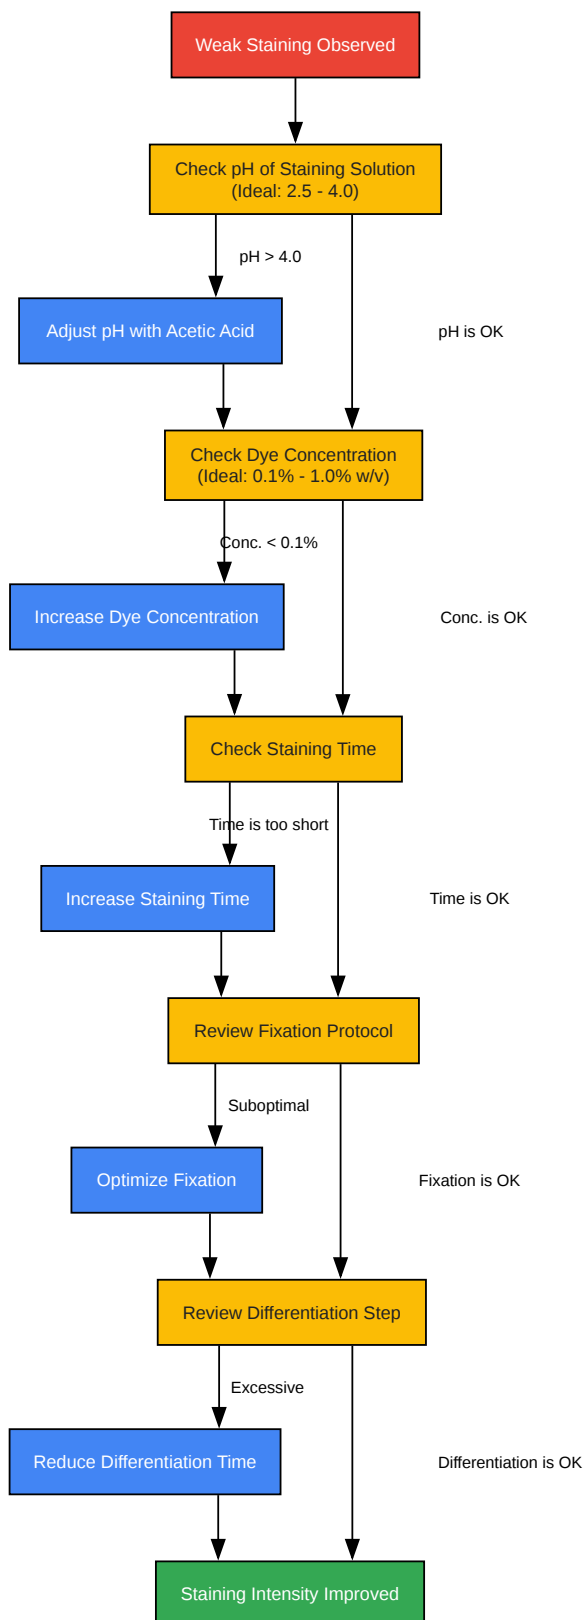 Weak Staining Observed
Check pH of Staining Solution
(Ideal: 2.5 - 4.0)
pH > 4.0
Adjust pH with Acetic Acid
pH is OK
Check Dye Concentration
(Ideal: 0.1% - 1.0% w/v)
Conc. < 0.1%
Increase Dye Concentration
Conc. is OK
Check Staining Time
Time is too short
Increase Staining Time
Time is OK
Review Fixation Protocol
Suboptimal
Optimize Fixation
Fixation is OK
Review Differentiation Step
Excessive
Reduce Differentiation Time
Differentiation is OK
Staining Intensity Improved